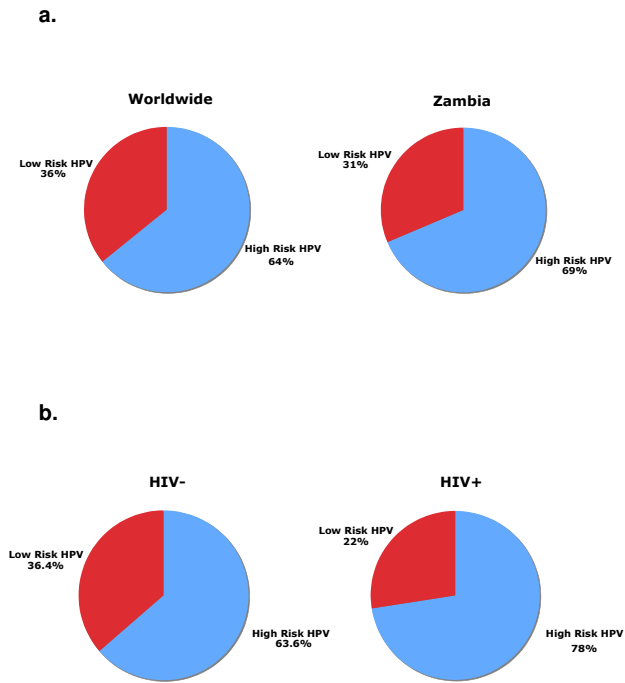 a.
Worldwide
Low Risk HPV
36%
High Risk HPV
64%
Zambia
Low Risk HPV
31%
High Risk HPV
69%
b.
HIV-
Low Risk HPV
36.4%
High Risk HPV
63.6%
HIV+
Low Risk HPV
22%
High Risk HPV
78%